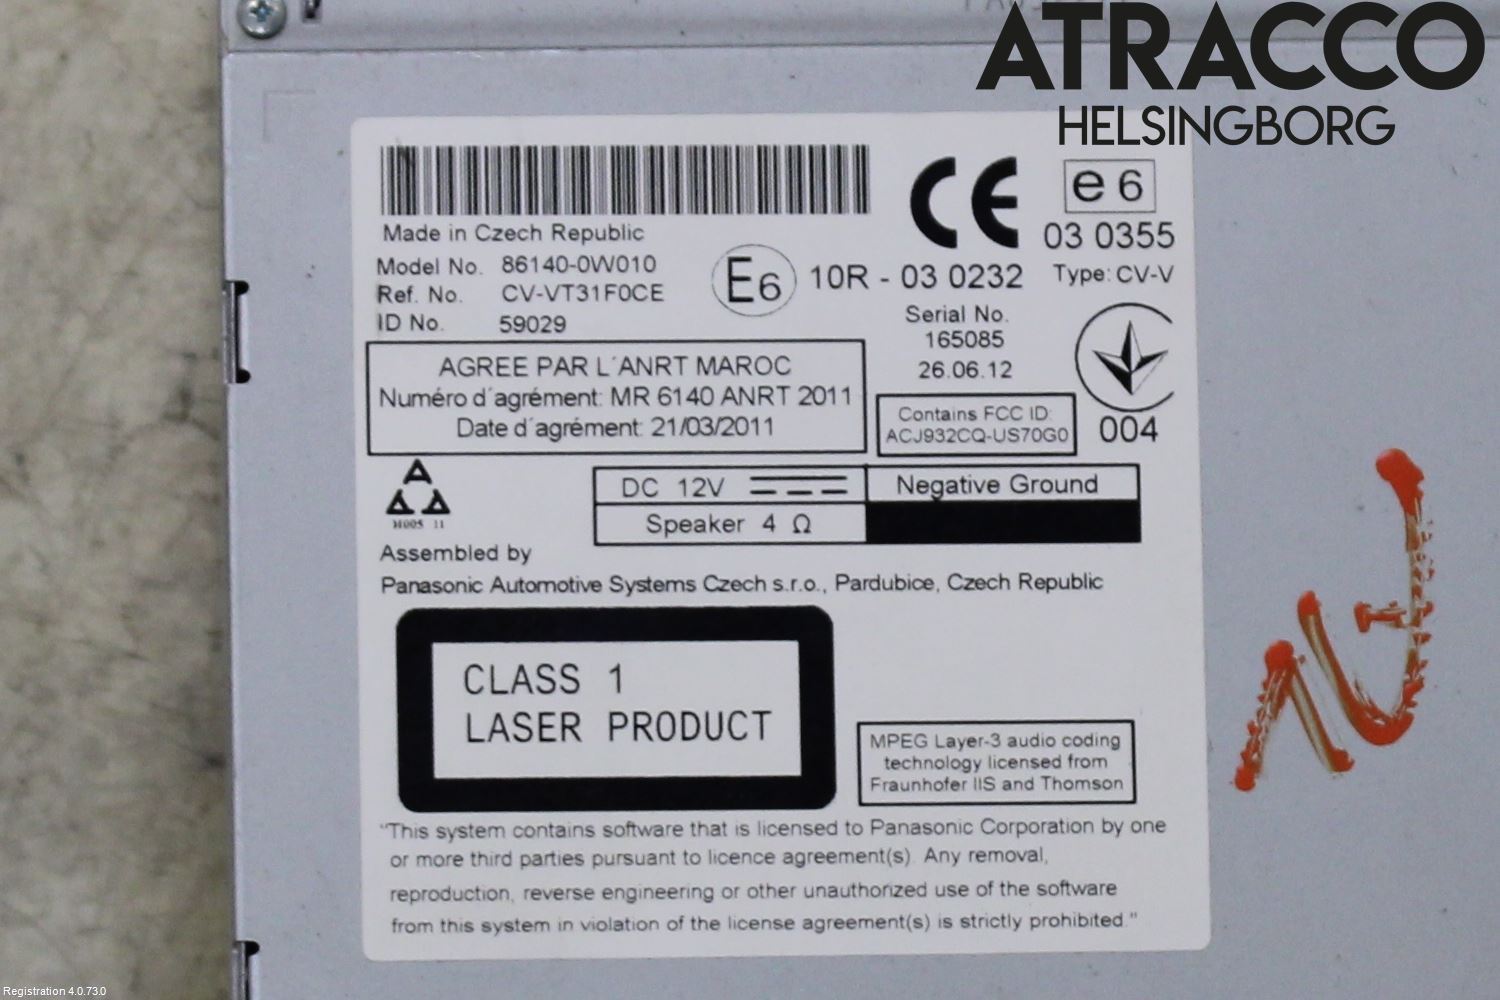 ATRACCO
HELSINGBORG
Made in Czech Republic
Model No. 86140-0W010
Ref. No. CV-VT31F0CE
ID No. 59029
E6 10R - 03 0232
CE
e6
03 0355
Type: CV-V
Serial No.
165085
26.06.12
004
AGREE PAR L´ANRT MAROC
Numéro d´agrément: MR 6140 ANRT 2011
Date d´agrément: 21/03/2011
Contains FCC ID:
ACJ932CQ-US70G0
M005 11
DC 12V
Negative Ground
Speaker 4 Ω
Assembled by
Panasonic Automotive Systems Czech s.r.o., Pardubice, Czech Republic
CLASS 1
LASER PRODUCT
MPEG Layer-3 audio coding
technology licensed from
Fraunhofer IIS and Thomson
"This system contains software that is licensed to Panasonic Corporation by one
or more third parties pursuant to licence agreement(s). Any removal,
reproduction, reverse engineering or other unauthorized use of the software
from this system in violation of the license agreement(s) is strictly prohibited."
Registration 4.0.73.0